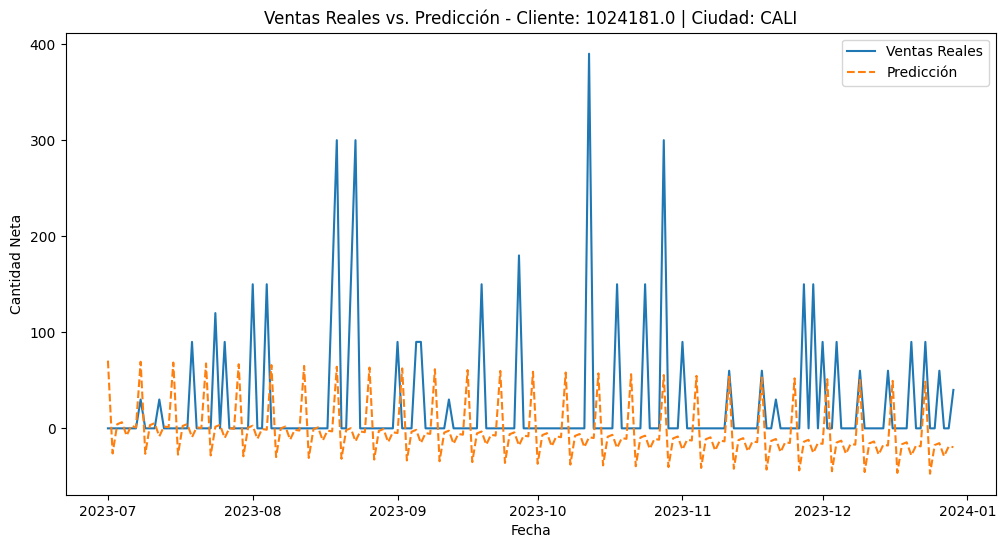 Ventas Reales vs. Predicción - Cliente: 1024181.0 | Ciudad: CALI
Ventas Reales
Predicción
Cantidad Neta
400
300
200
100
0
2023-07
2023-08
2023-09
2023-10
2023-11
2023-12
2024-01
Fecha